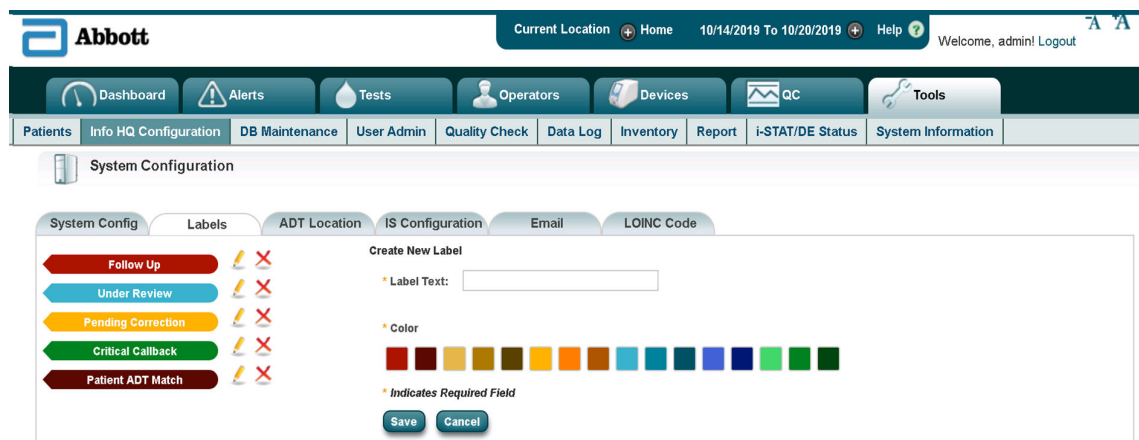 Abbott
Current Location Home 10/14/2019 To 10/20/2019 Help ?
Welcome, admin! Logout
-A +A
Dashboard Alerts Tests Operators Devices QC Tools
Patients Info HQ Configuration DB Maintenance User Admin Quality Check Data Log Inventory Report i-STAT/DE Status System Information
System Configuration
System Config Labels ADT Location IS Configuration Email LOINC Code
Follow Up
Under Review
Pending Correction
Critical Callback
Patient ADT Match
Create New Label
* Label Text:
* Color
* Indicates Required Field
Save Cancel